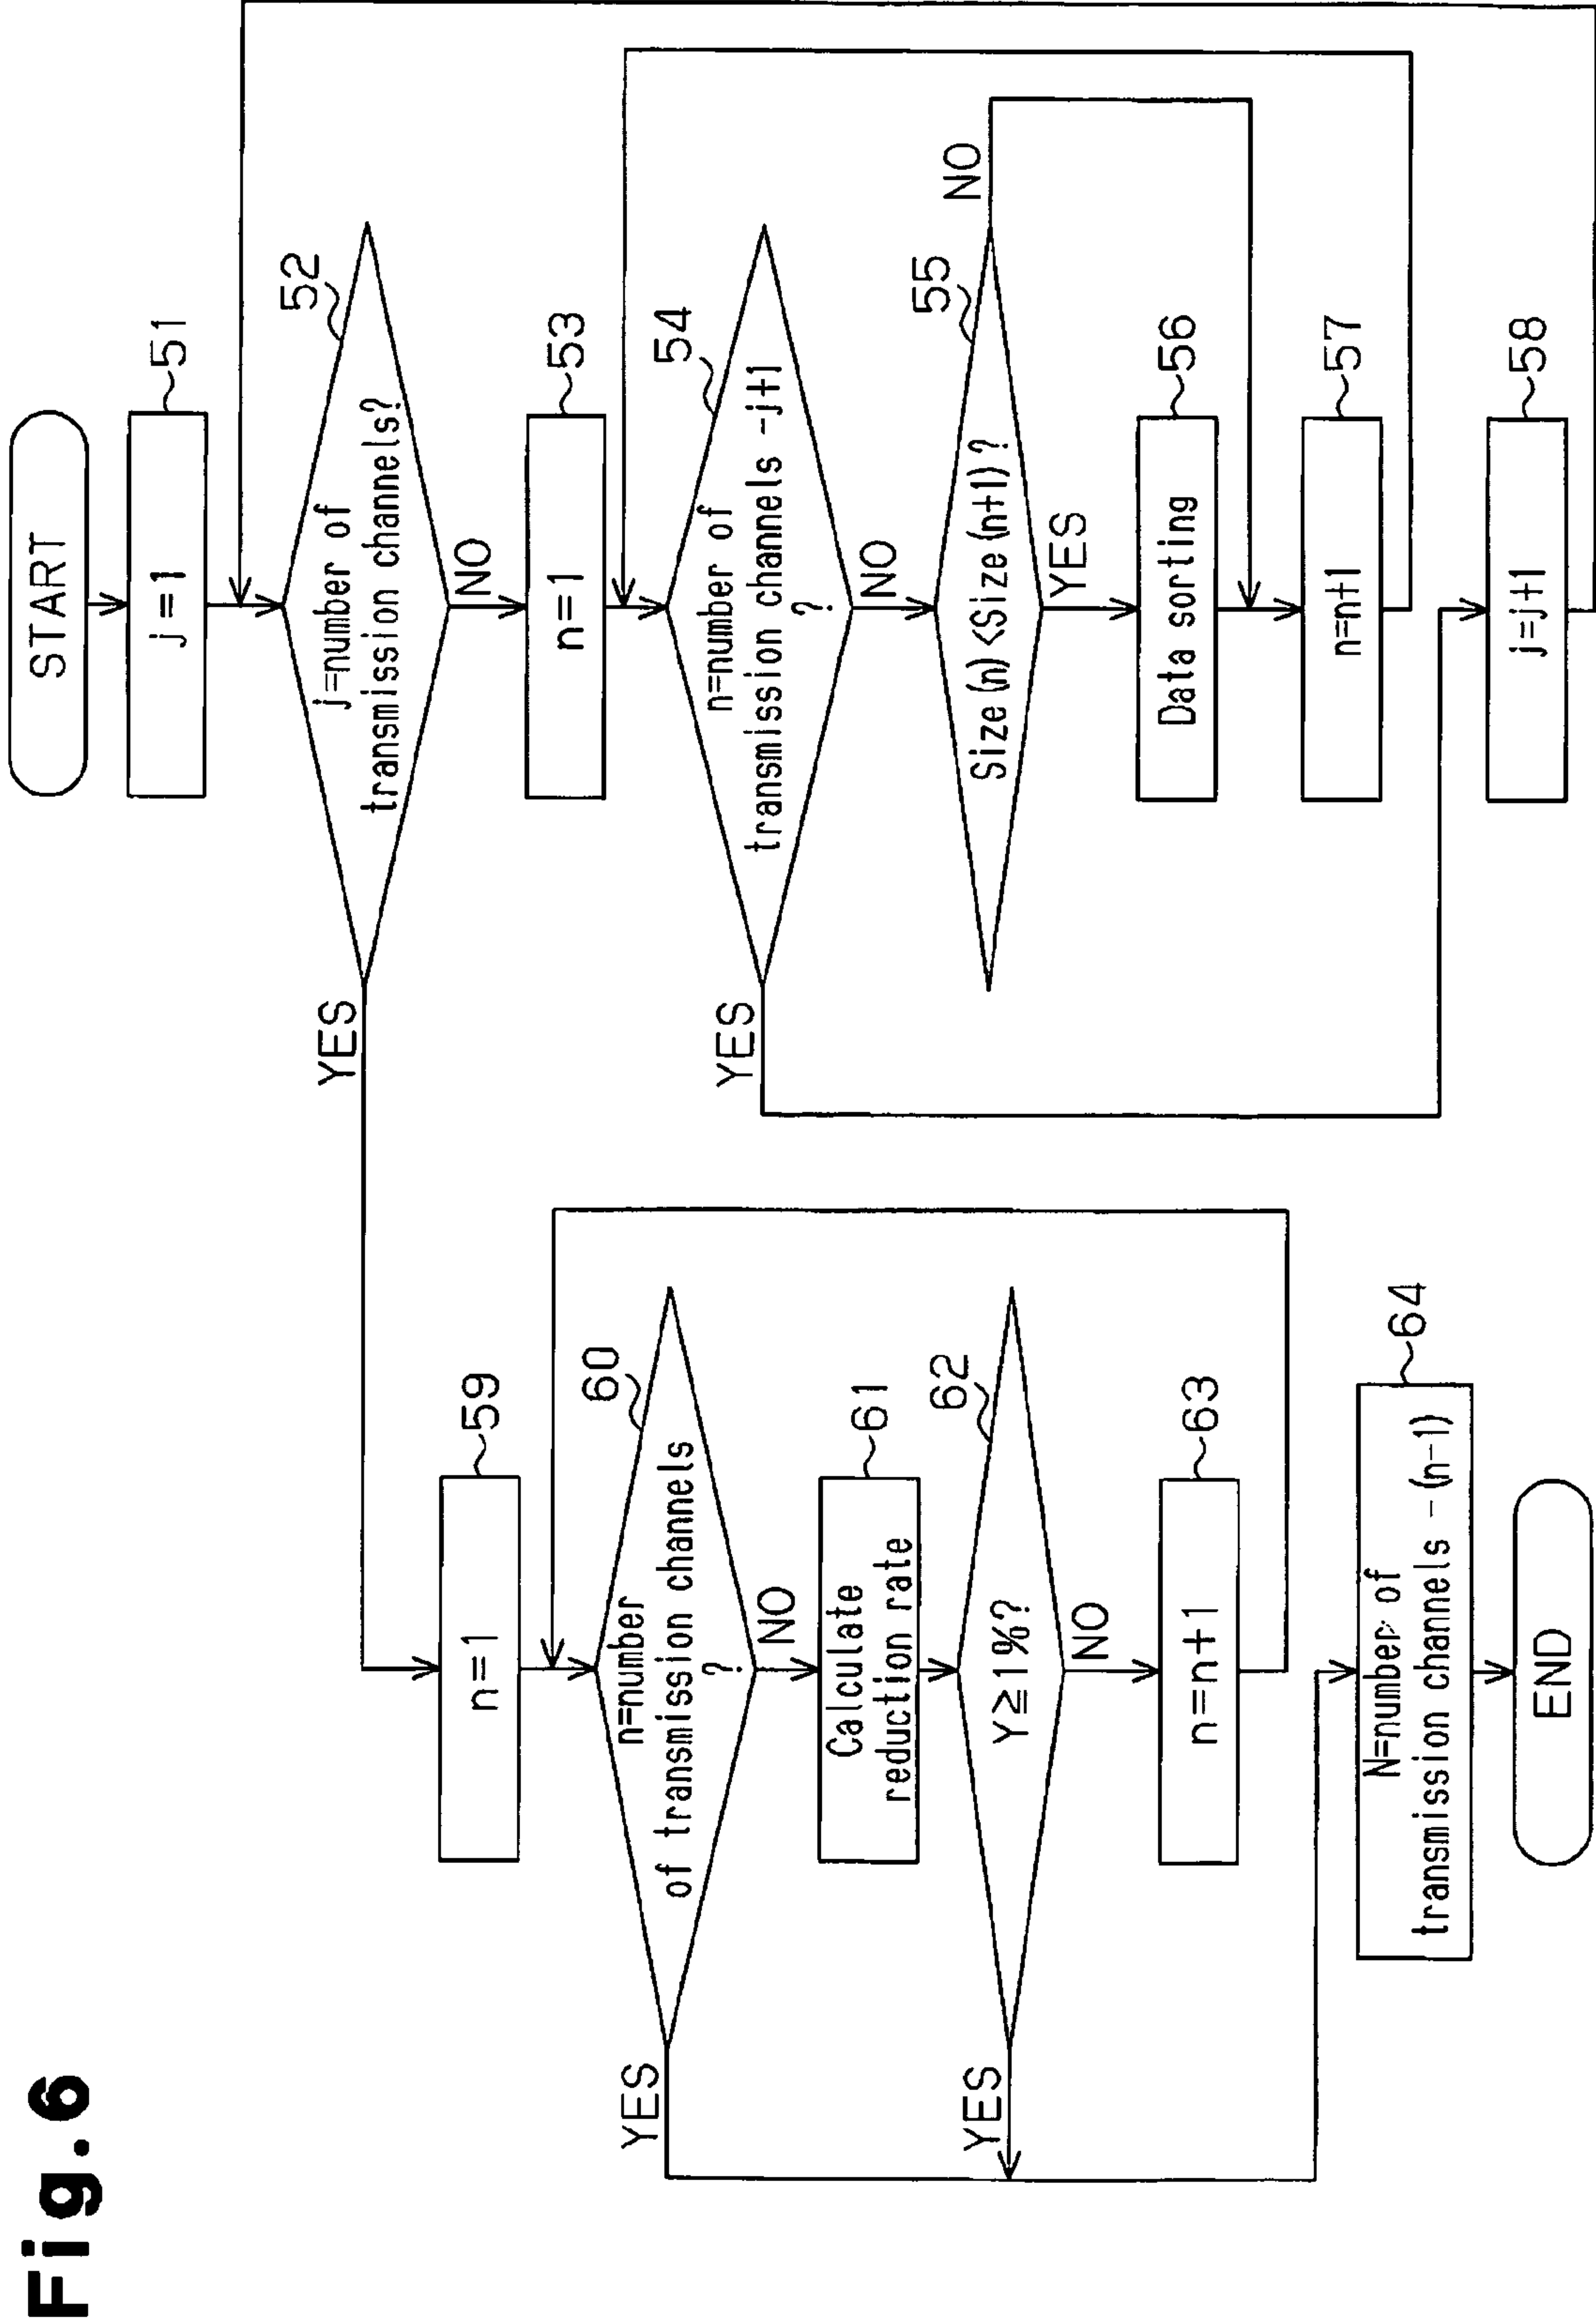 Fig.6
START
j=1
51
j=number of
transmission channels?
52
YES
NO
n=1
53
n=number of
transmission channels -j+1
?
54
YES
NO
Size(n)<Size(n+1)?
55
NO
YES
Data sorting
56
n=n+1
57
j=j+1
58
n=1
59
n=number
of transmission channels
?
60
YES
NO
Calculate
reduction rate
61
Y≧1%?
62
YES
NO
n=n+1
63
N=number of
transmission channels -(n-1)
64
END